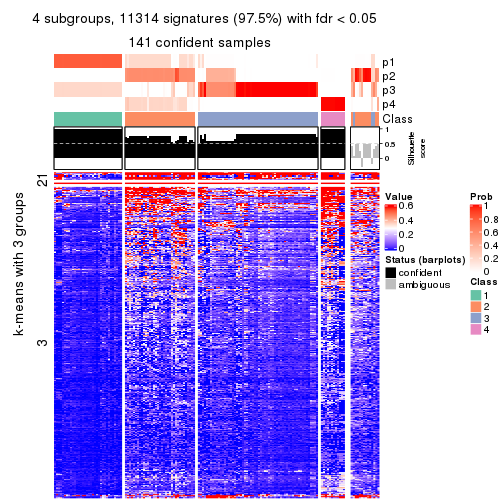 4 subgroups, 11314 signatures (97.5%) with fdr < 0.05
141 confident samples
p1
p2
p3
p4
Class
1
0.5
0
Silhouette
score
k-means with 3 groups
21
3
Value
0.6
0.4
0.2
0
Status (barplots)
confident
ambiguous
Prob
1
0.8
0.6
0.4
0.2
0
Class
1
2
3
4